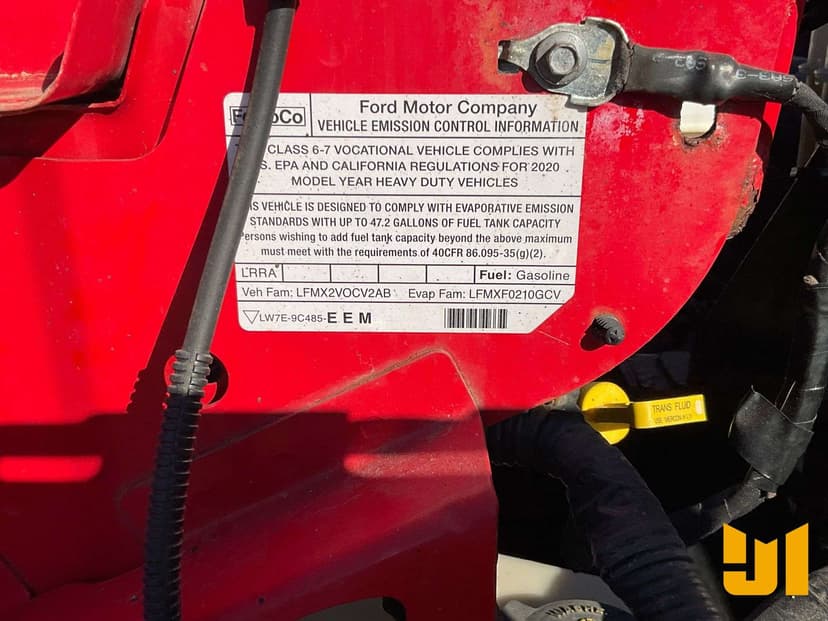 Ford Motor Company
VEHICLE EMISSION CONTROL INFORMATION
CLASS 6-7 VOCATIONAL VEHICLE COMPLIES WITH
EPA AND CALIFORNIA REGULATIONS FOR 2020
MODEL YEAR HEAVY DUTY VEHICLES
VEHICLE IS DESIGNED TO COMPLY WITH EVAPORATIVE EMISSION
STANDARDS WITH UP TO 47.2 GALLONS OF FUEL TANK CAPACITY
ersons wishing to add fuel tank capacity beyond the above maximum
must meet with the requirements of 40CFR 86.095-35(g)(2).
LRRA Fuel: Gasoline
Veh Fam: LFMX2VOCV2AB Evap Fam: LFMXF0210GCV
LW7E-9C485-EEM
TRANS FLUID